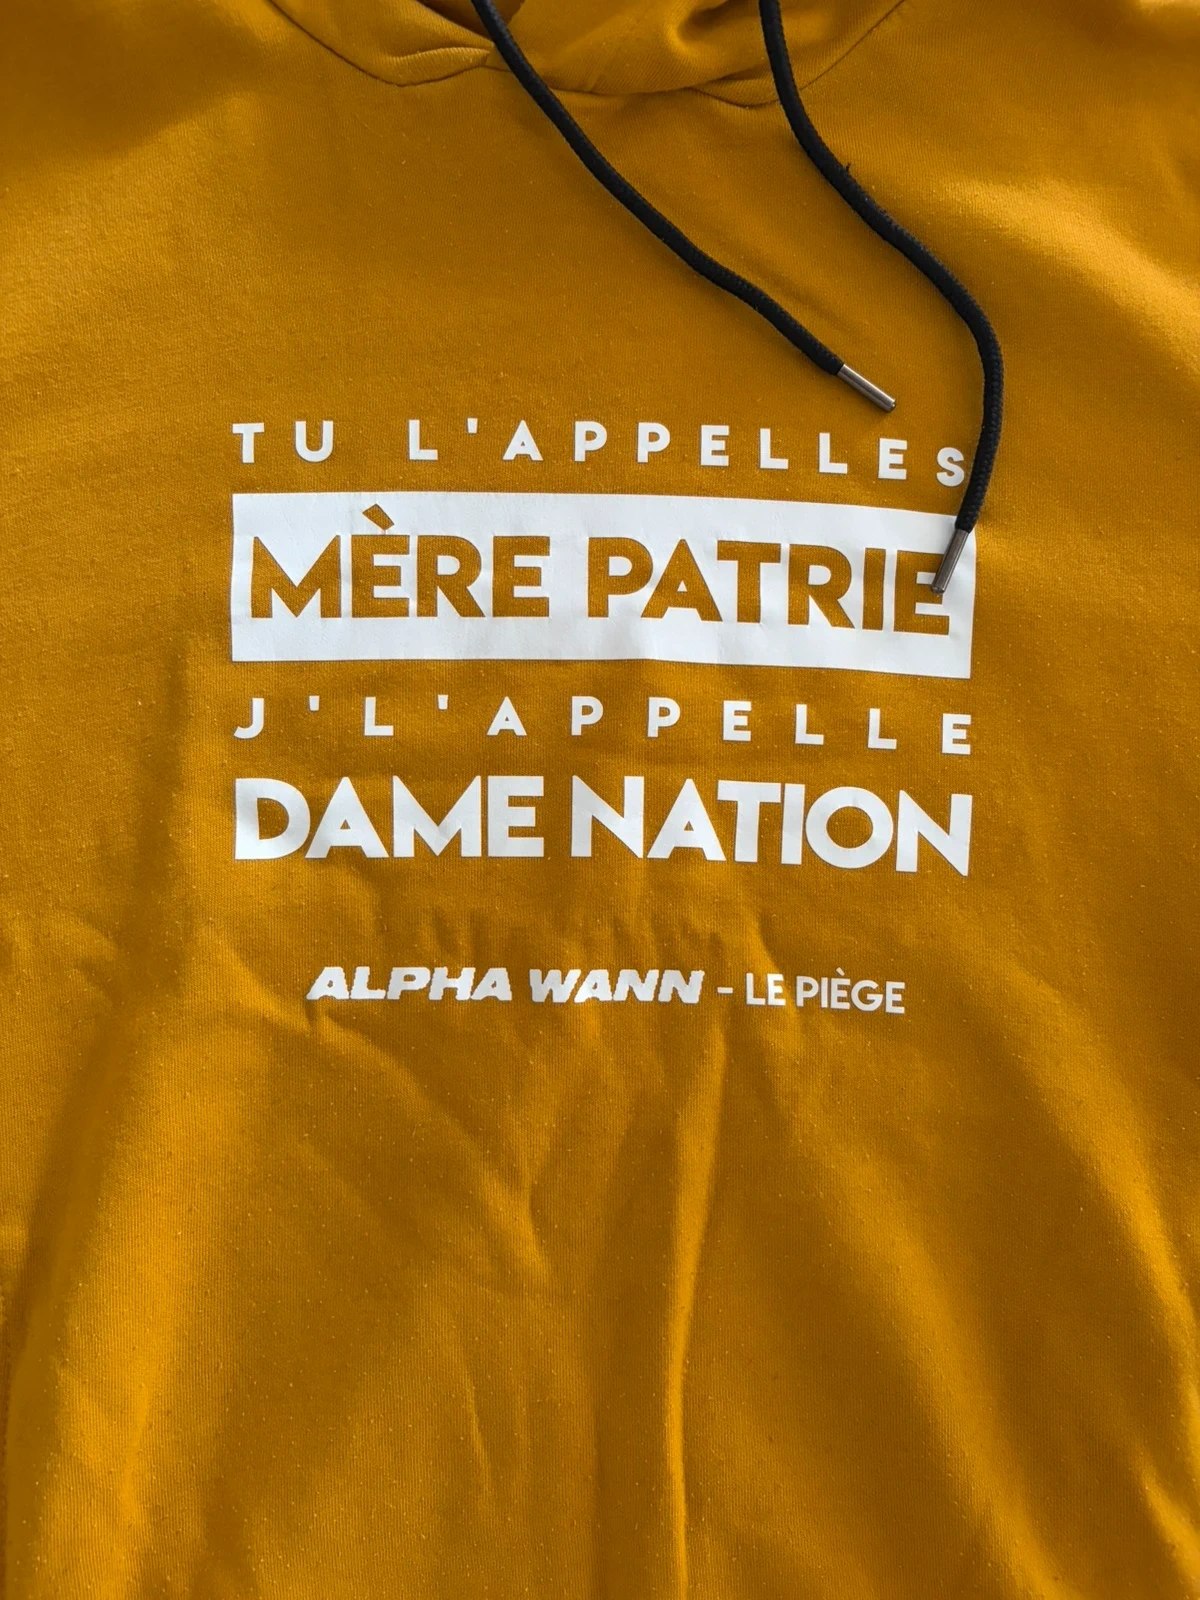 TU L'APPELLES
MÈRE PATRIE
J'L'APPELLE
DAME NATION
ALPHA WANN - LE PIÈGE